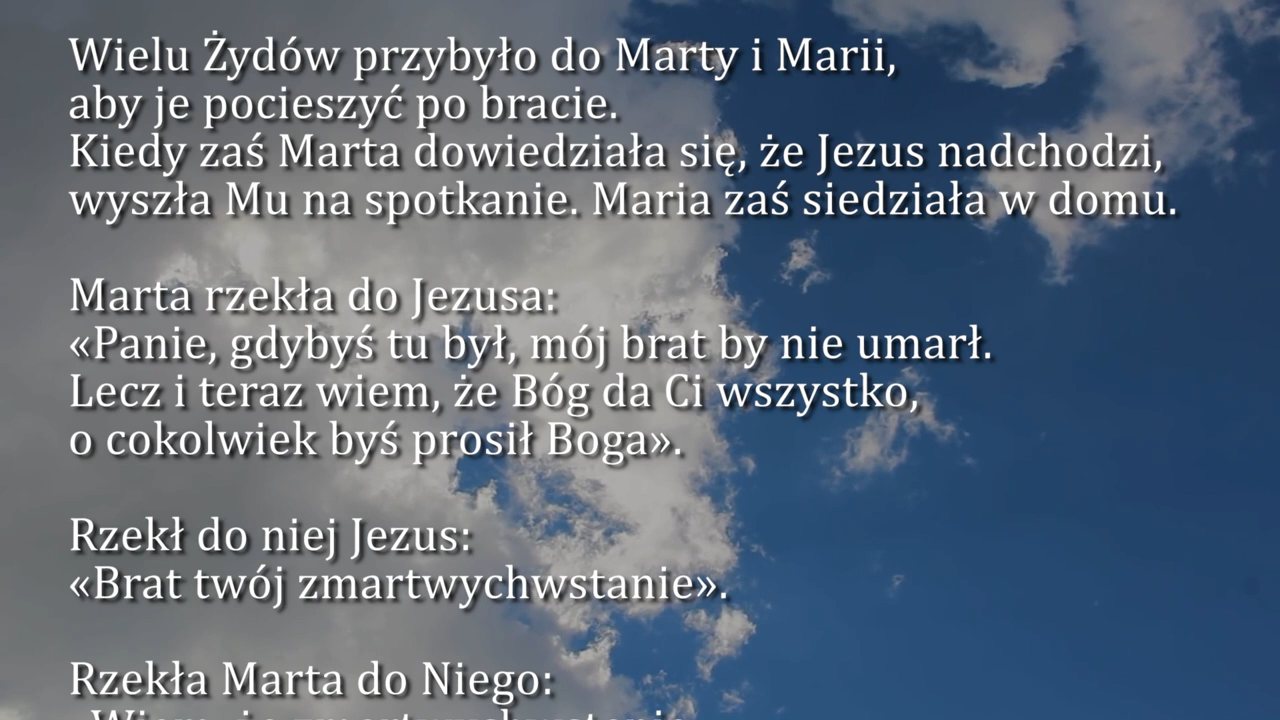 Wielu Żydów przybyło do Marty i Marii,
aby je pocieszyć po bracie.
Kiedy zaś Marta dowiedziała się, że Jezus nadchodzi,
wyszła Mu na spotkanie. Maria zaś siedziała w domu.
Marta rzekła do Jezusa:
«Panie, gdybyś tu był, mój brat by nie umarł.
Lecz i teraz wiem, że Bóg da Ci wszystko,
o cokolwiek byś prosił Boga».
Rzekł do niej Jezus:
«Brat twój zmartwychwstanie».
Rzekła Marta do Niego: